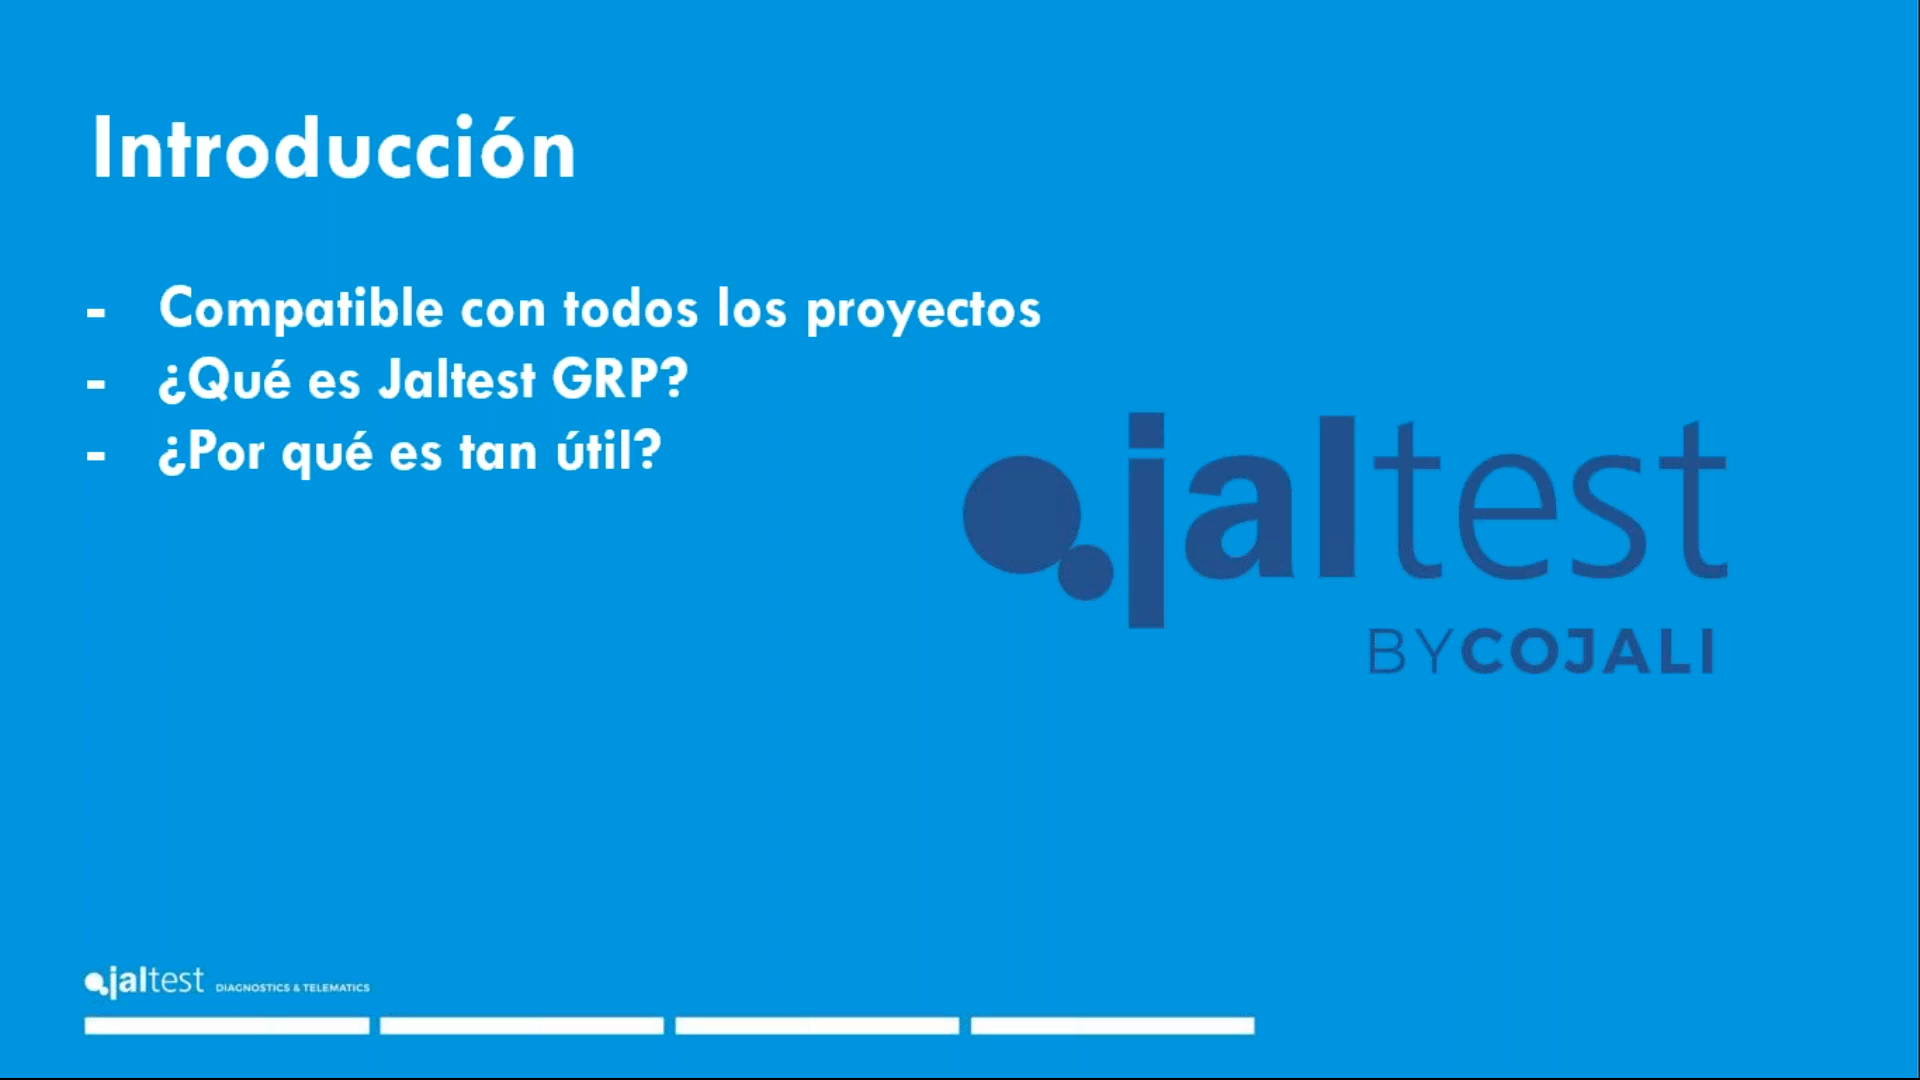 Introducción
- Compatible con todos los proyectos
- ¿Qué es Jaltest GRP?
- ¿Por qué es tan útil?
jaltest
BYCOJALI
jaltest DIAGNOSTICS & TELEMATICS